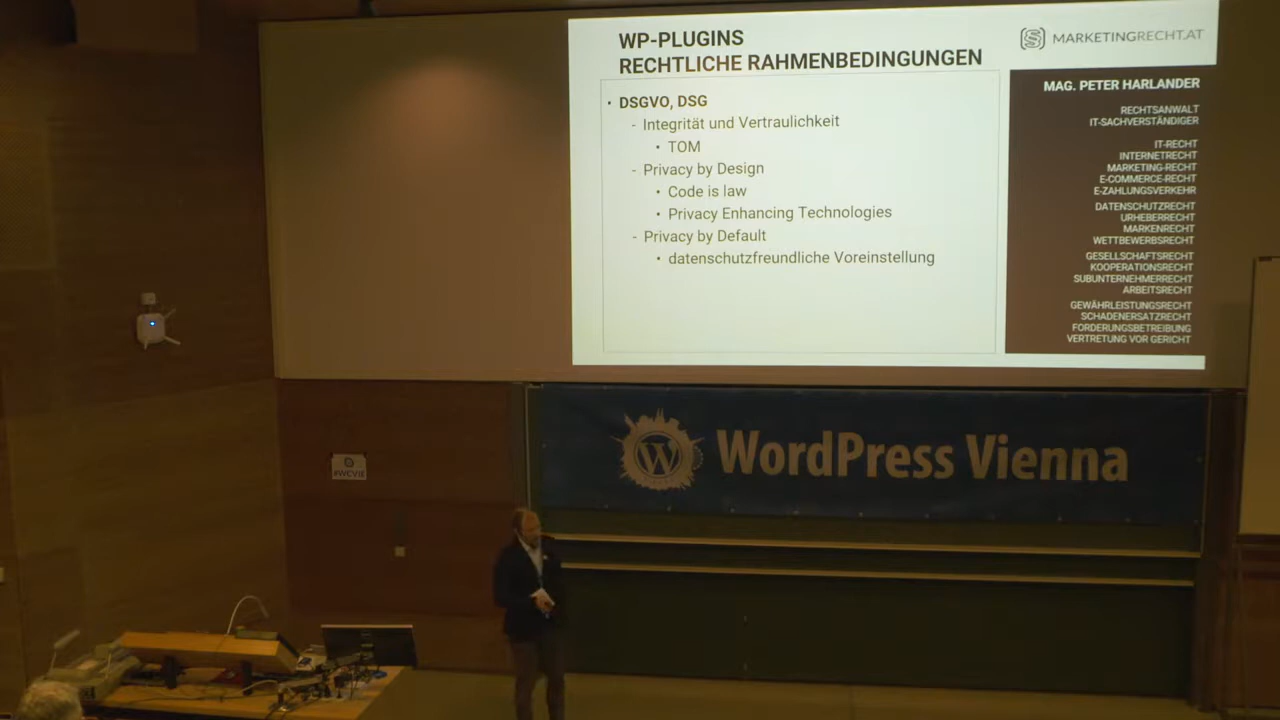 WP-PLUGINS
RECHTLICHE RAHMENBEDINGUNGEN
MARKETINGRECHT.AT
• DSGVO, DSG
- Integrität und Vertraulichkeit
• TOM
- Privacy by Design
• Code is law
• Privacy Enhancing Technologies
- Privacy by Default
• datenschutzfreundliche Voreinstellung
MAG. PETER HARLANDER
RECHTSANWALT
IT-SACHVERSTÄNDIGER
IT-RECHT
INTERNETRECHT
MARKETING-RECHT
E-COMMERCE-RECHT
E-ZAHLUNGSVERKEHR
DATENSCHUTZRECHT
URHEBERRECHT
MARKENRECHT
WETTBEWERBSRECHT
GESELLSCHAFTSRECHT
KOOPERATIONSRECHT
SUBUNTERNEHMERRECHT
ARBEITSRECHT
GEWÄHRLEISTUNGSRECHT
SCHADENERSATZRECHT
FORDERUNGSBETREIBUNG
VERTRETUNG VOR GERICHT
WordPress Vienna
#WCVIE